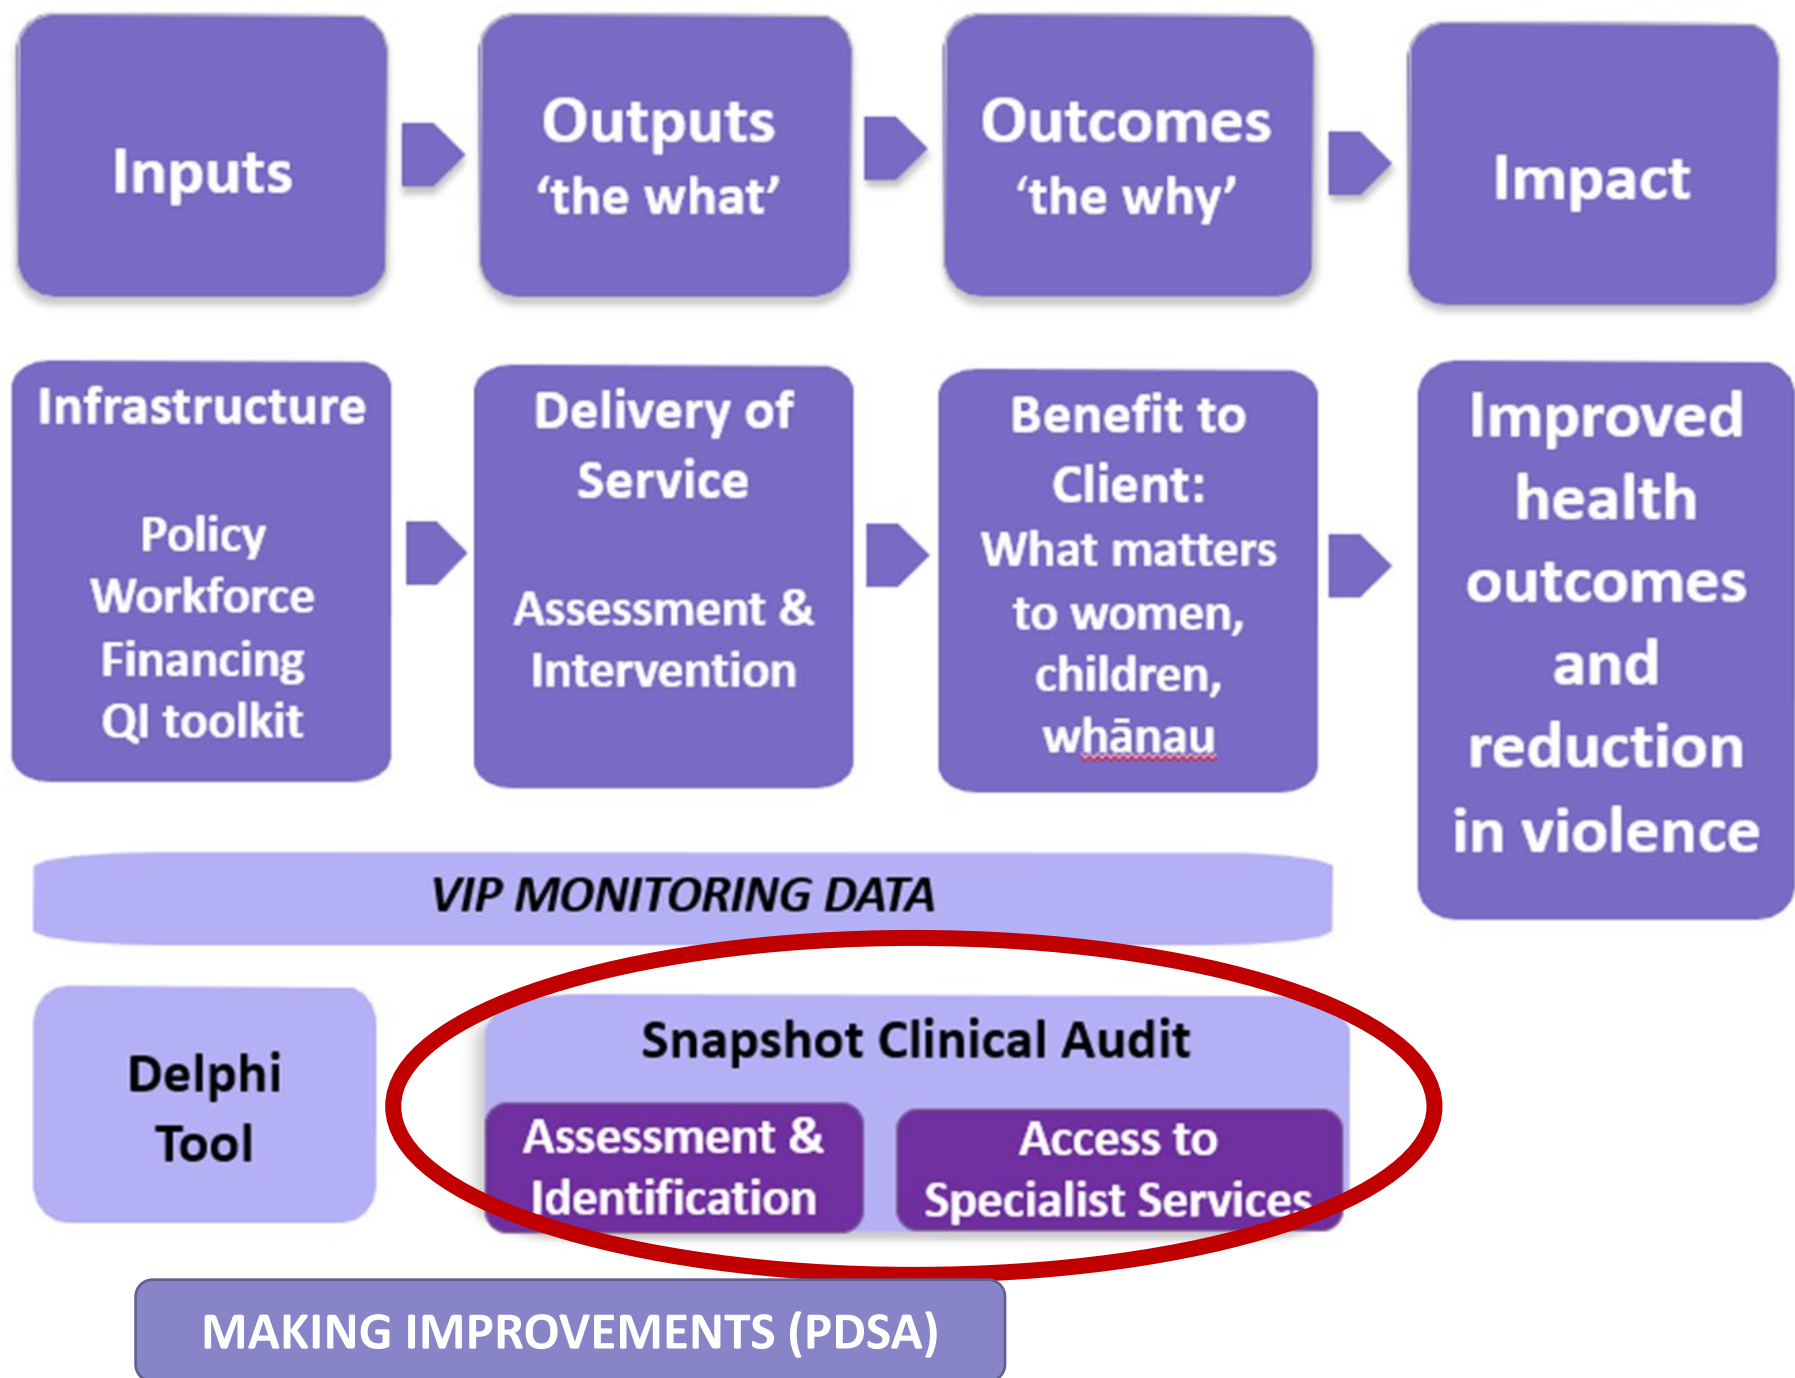 Inputs
Outputs
‘the what’
Outcomes
‘the why’
Impact
Infrastructure
Policy
Workforce
Financing
QI toolkit
Delivery of
Service
Assessment &
Intervention
Benefit to
Client:
What matters
to women,
children,
whānau
Improved
health
outcomes
and
reduction
in violence
VIP MONITORING DATA
Delphi
Tool
Snapshot Clinical Audit
Assessment &
Identification
Access to
Specialist Services
MAKING IMPROVEMENTS (PDSA)